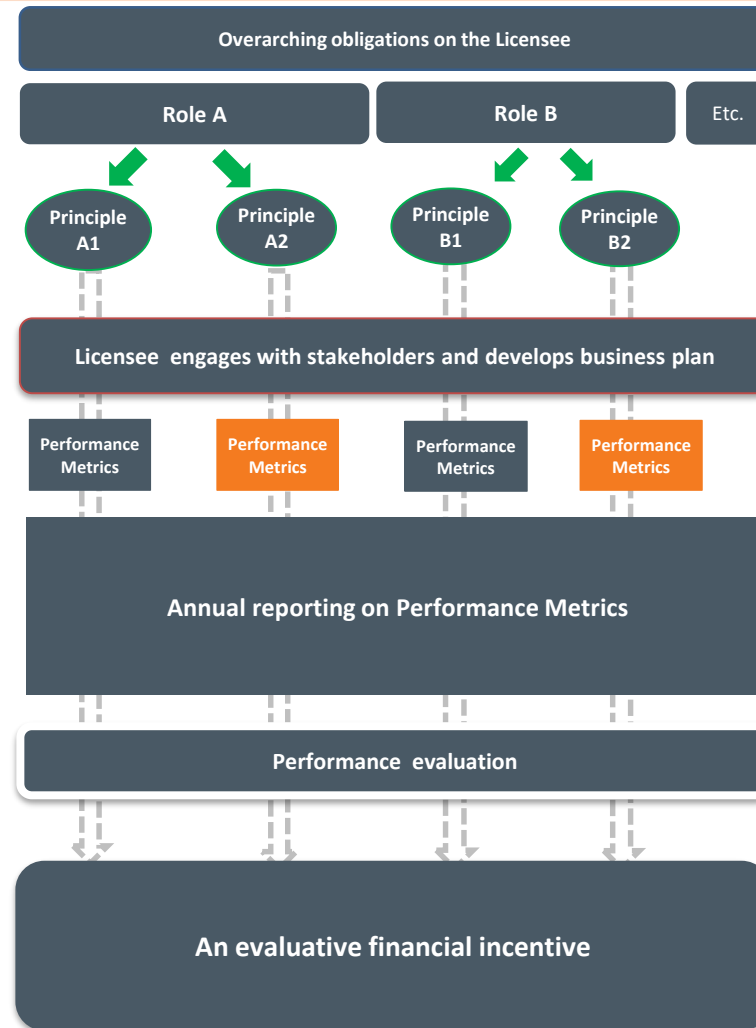 Overarching obligations on the Licensee
Role A
Role B
Etc.
Principle
A1
Principle
A2
Principle
B1
Principle
B2
Licensee engages with stakeholders and develops business plan
Performance
Metrics
Performance
Metrics
Performance
Metrics
Performance
Metrics
Annual reporting on Performance Metrics
Performance evaluation
An evaluative financial incentive